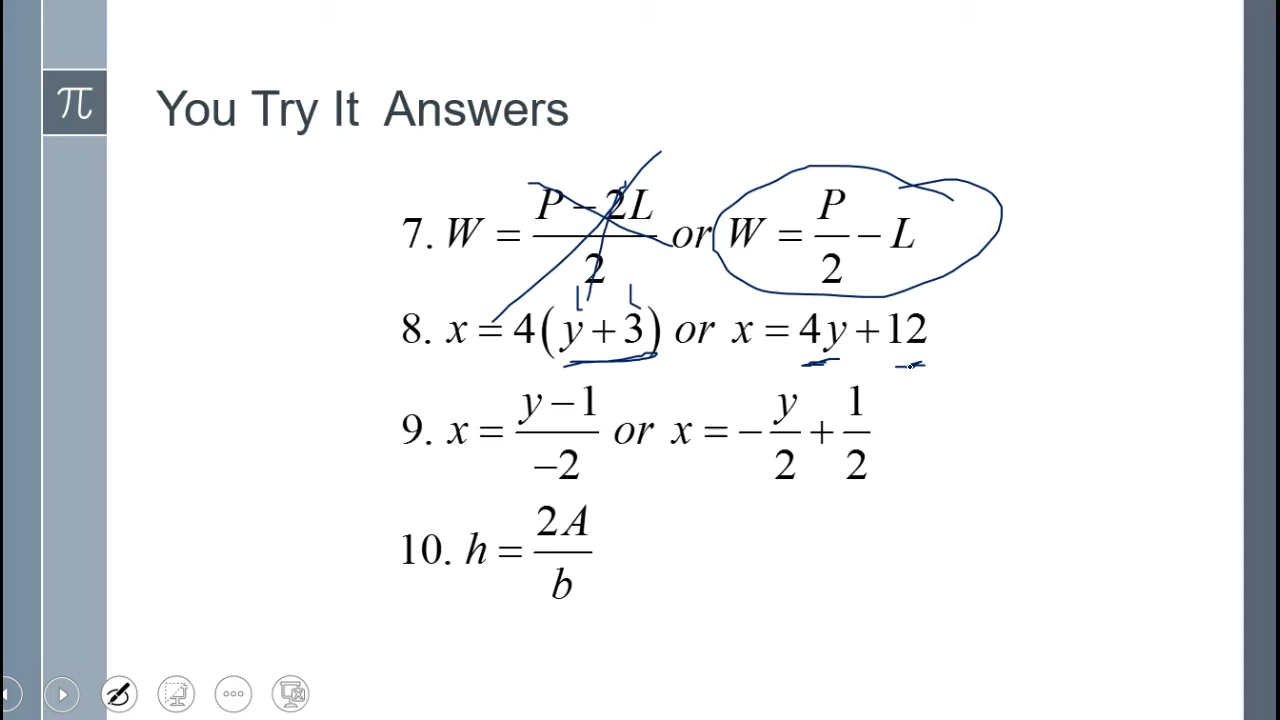 π
You Try It Answers
7. W = (P − 2L)/2 or W = P/2 − L
8. x = 4(y + 3) or x = 4y + 12
9. x = (y − 1)/−2 or x = −y/2 + 1/2
10. h = 2A/b